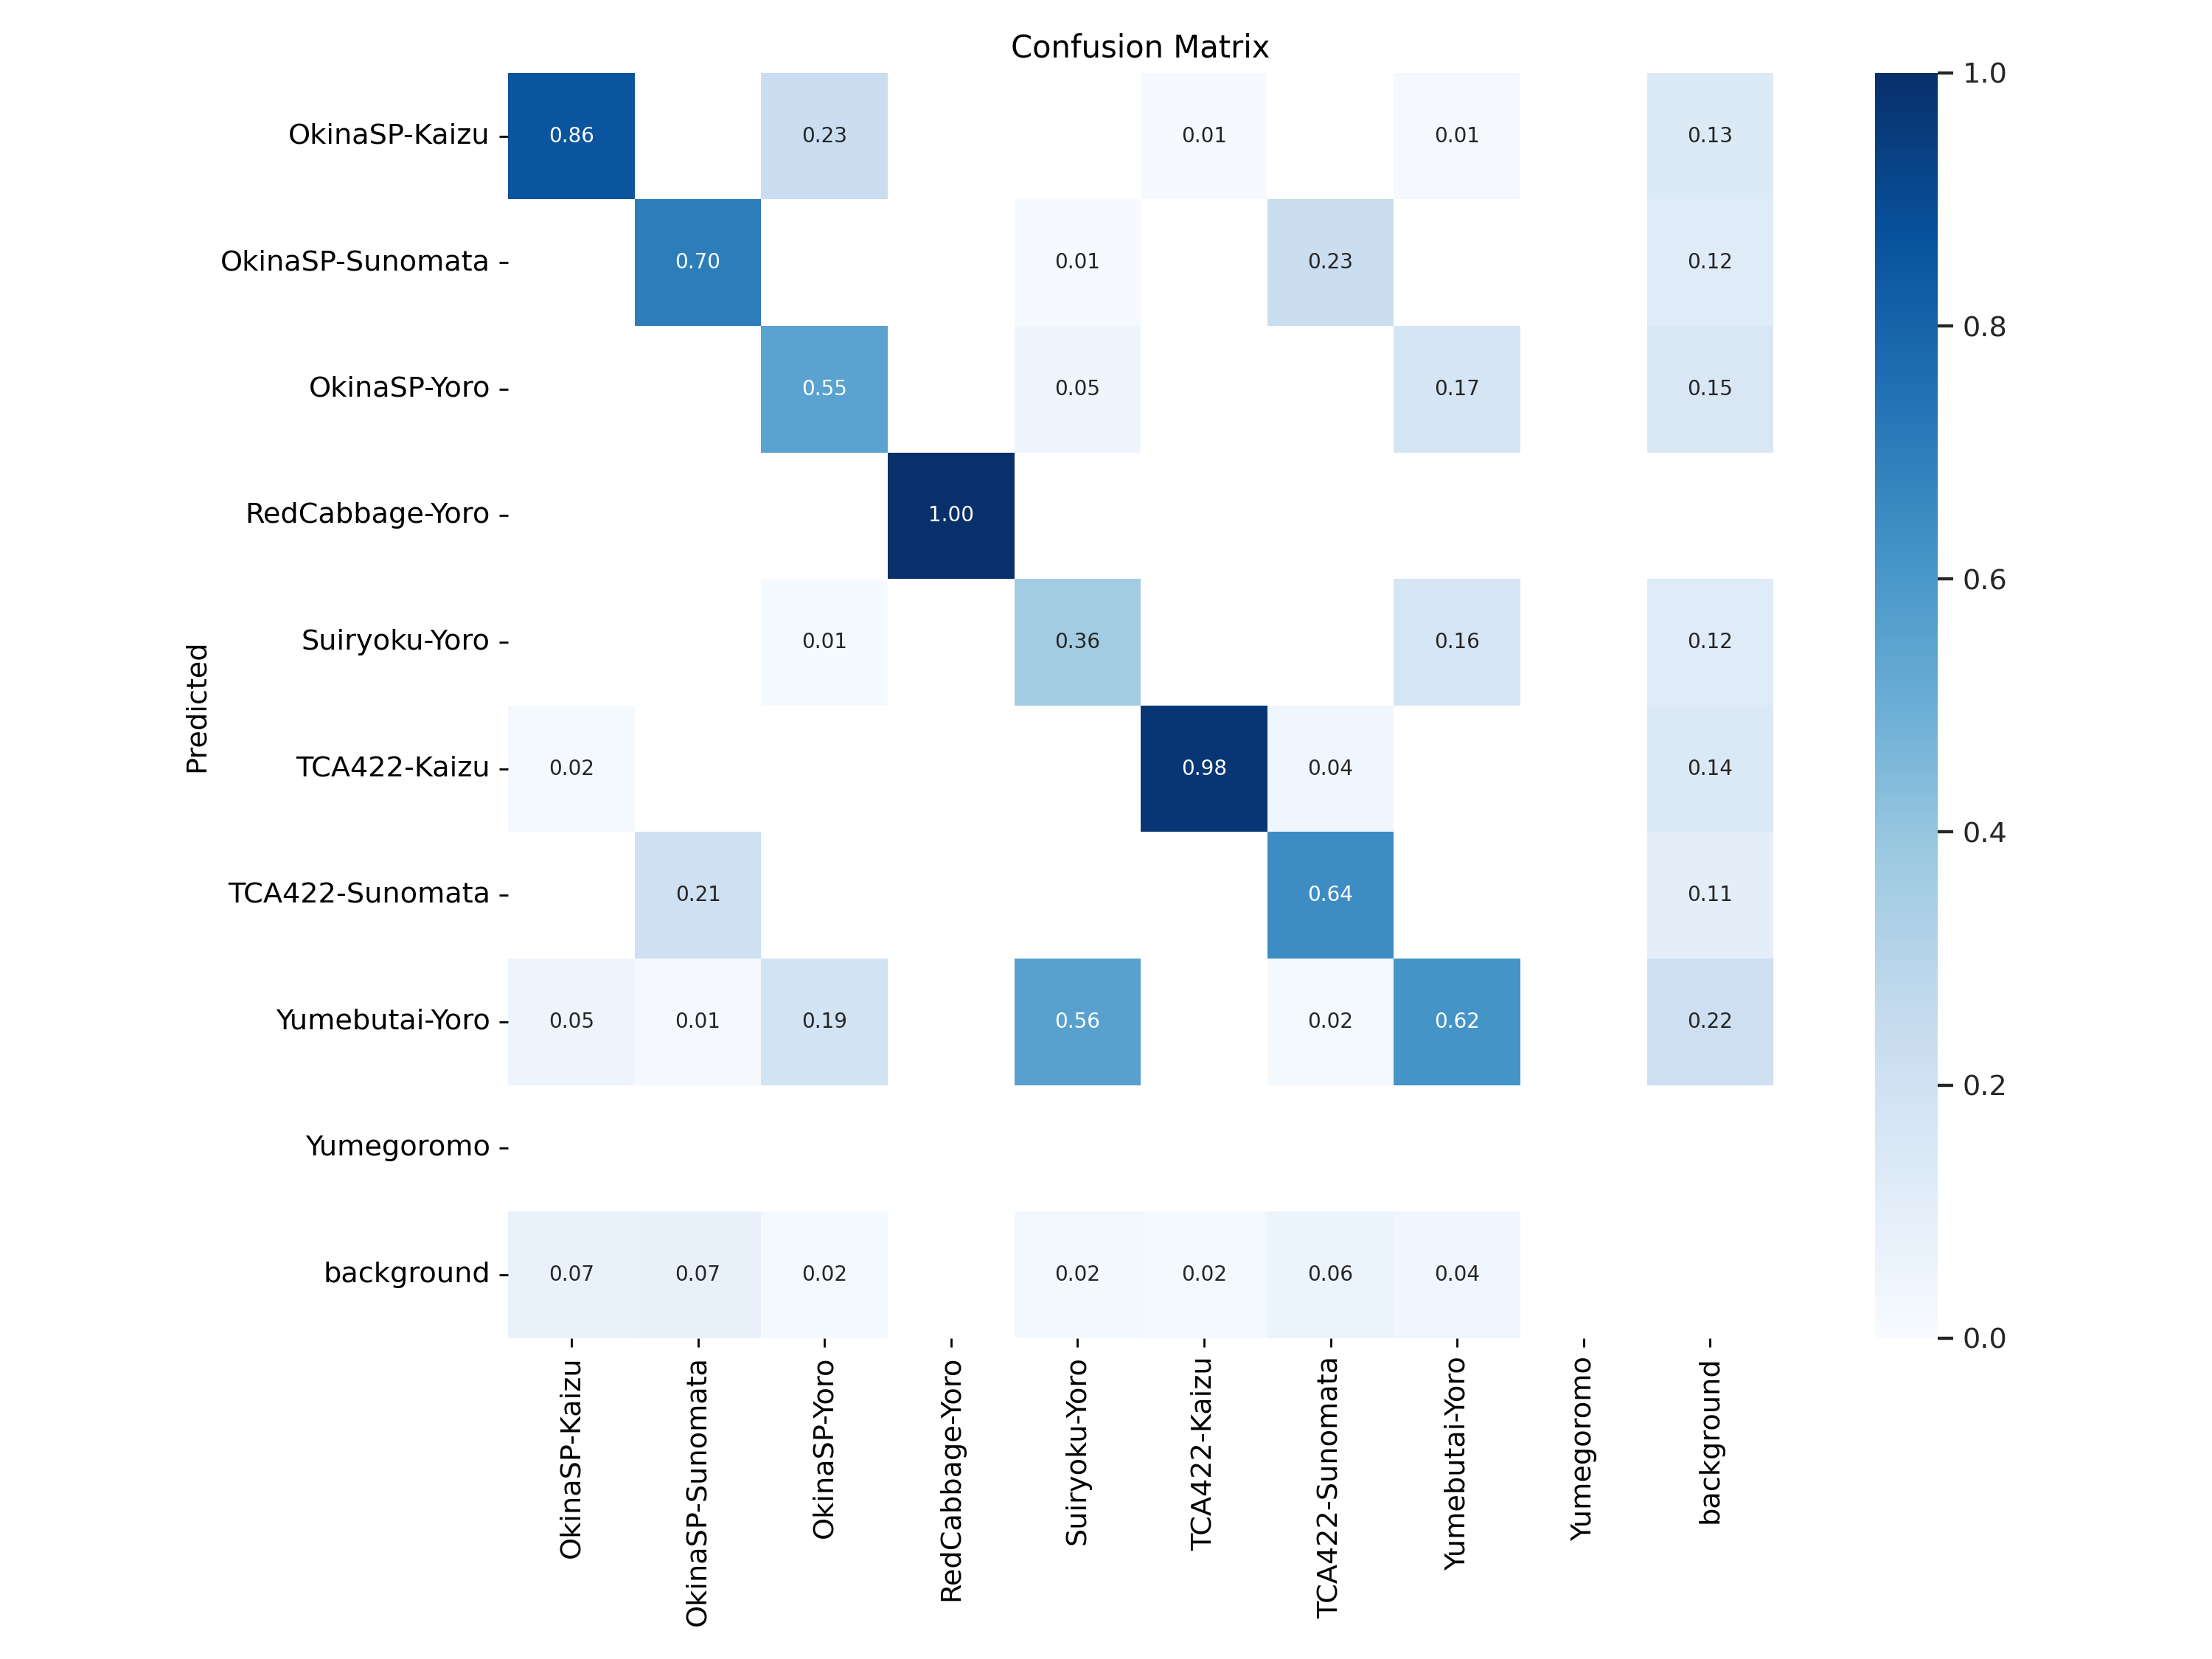 Confusion Matrix
OkinaSP-Kaizu 0.86 0.23 0.01 0.01 0.13
OkinaSP-Sunomata 0.70 0.01 0.23 0.12
OkinaSP-Yoro 0.55 0.05 0.17 0.15
RedCabbage-Yoro 1.00
Suiryoku-Yoro 0.01 0.36 0.16 0.12
TCA422-Kaizu 0.02 0.98 0.04 0.14
TCA422-Sunomata 0.21 0.64 0.11
Yumebutai-Yoro 0.05 0.01 0.19 0.56 0.02 0.62 0.22
Yumegoromo
background 0.07 0.07 0.02 0.02 0.02 0.06 0.04
Predicted
OkinaSP-Kaizu
OkinaSP-Sunomata
OkinaSP-Yoro
RedCabbage-Yoro
Suiryoku-Yoro
TCA422-Kaizu
TCA422-Sunomata
Yumebutai-Yoro
Yumegoromo
background
1.0
0.8
0.6
0.4
0.2
0.0